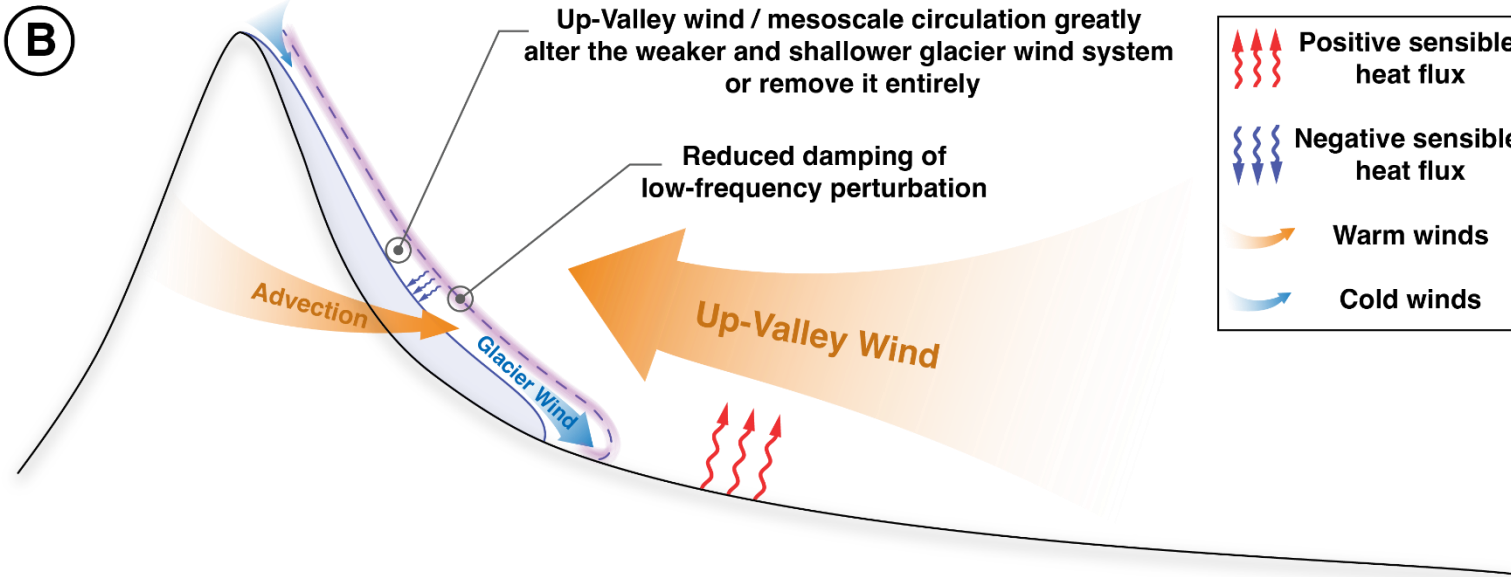 B
Up-Valley wind / mesoscale circulation greatly
alter the weaker and shallower glacier wind system
or remove it entirely
Reduced damping of
low-frequency perturbation
Advection
Glacier Wind
Up-Valley Wind
Positive sensible
heat flux
Negative sensible
heat flux
Warm winds
Cold winds